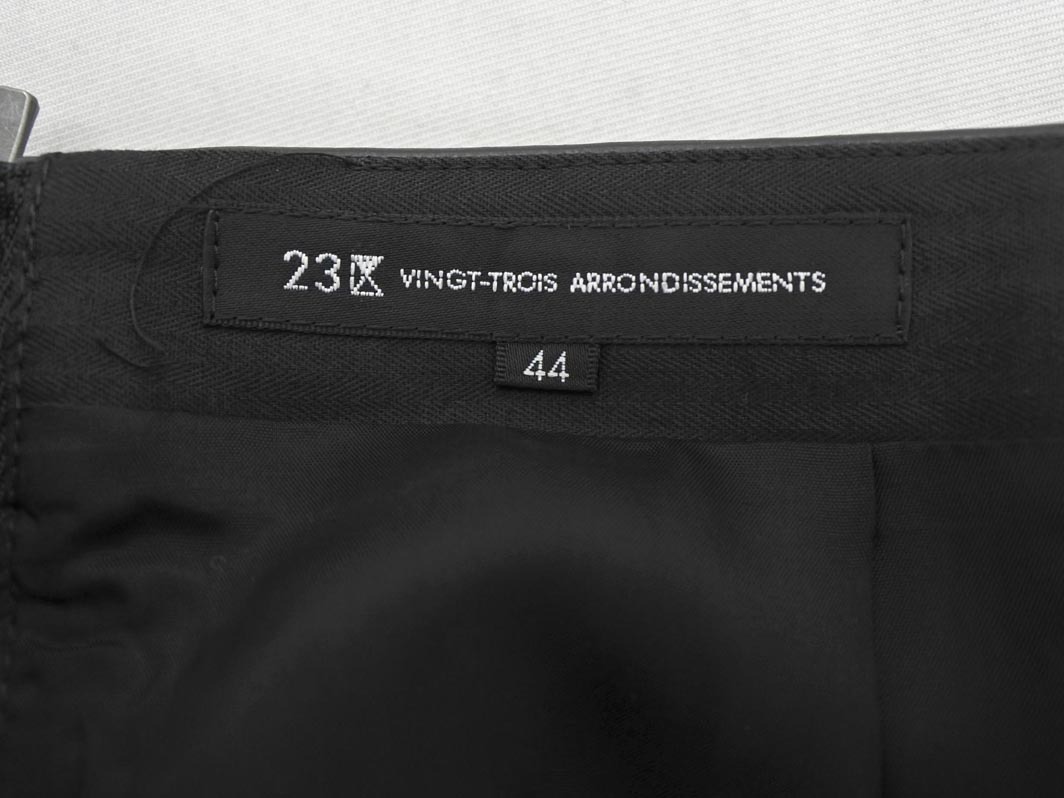 23区 VINGT-TROIS ARRONDISSEMENTS
44